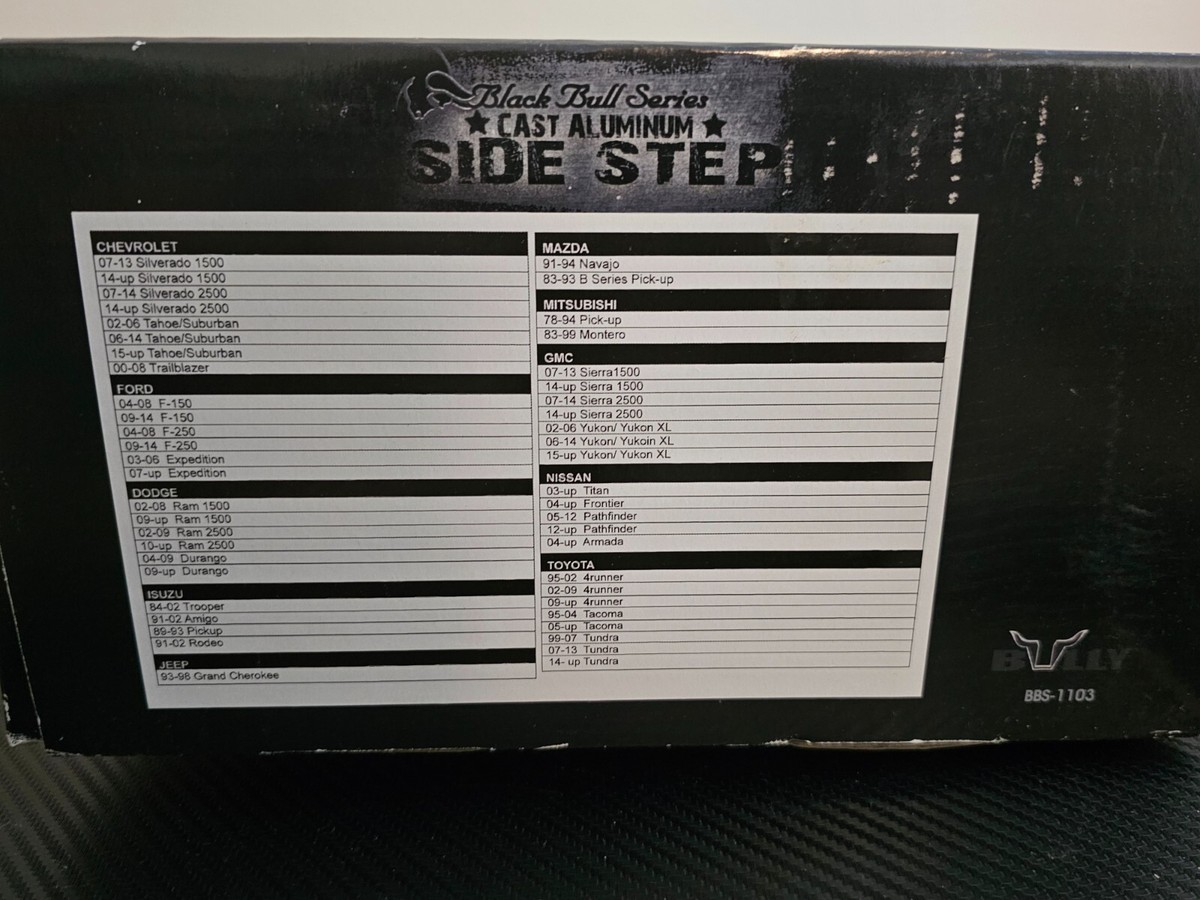 Black Bull Series
★ CAST ALUMINUM ★
SIDE STEP
CHEVROLET
07-13 Silverado 1500
14-up Silverado 1500
07-14 Silverado 2500
14-up Silverado 2500
02-06 Tahoe/Suburban
06-14 Tahoe/Suburban
15-up Tahoe/Suburban
00-08 Trailblazer
FORD
04-08 F-150
09-14 F-150
04-08 F-250
09-14 F-250
03-06 Expedition
07-up Expedition
DODGE
02-08 Ram 1500
09-up Ram 1500
02-09 Ram 2500
10-up Ram 2500
04-09 Durango
09-up Durango
ISUZU
84-02 Trooper
91-02 Amigo
89-93 Pickup
91-02 Rodeo
JEEP
93-98 Grand Cherokee
MAZDA
91-94 Navajo
83-93 B Series Pick-up
MITSUBISHI
78-94 Pick-up
83-99 Montero
GMC
07-13 Sierra1500
14-up Sierra 1500
07-14 Sierra 2500
14-up Sierra 2500
02-06 Yukon/ Yukon XL
06-14 Yukon/ Yukoin XL
15-up Yukon/ Yukon XL
NISSAN
03-up Titan
04-up Frontier
05-12 Pathfinder
12-up Pathfinder
04-up Armada
TOYOTA
95-02 4runner
02-09 4runner
09-up 4runner
95-04 Tacoma
05-up Tacoma
99-07 Tundra
07-13 Tundra
14- up Tundra
BULLY
BBS-1103